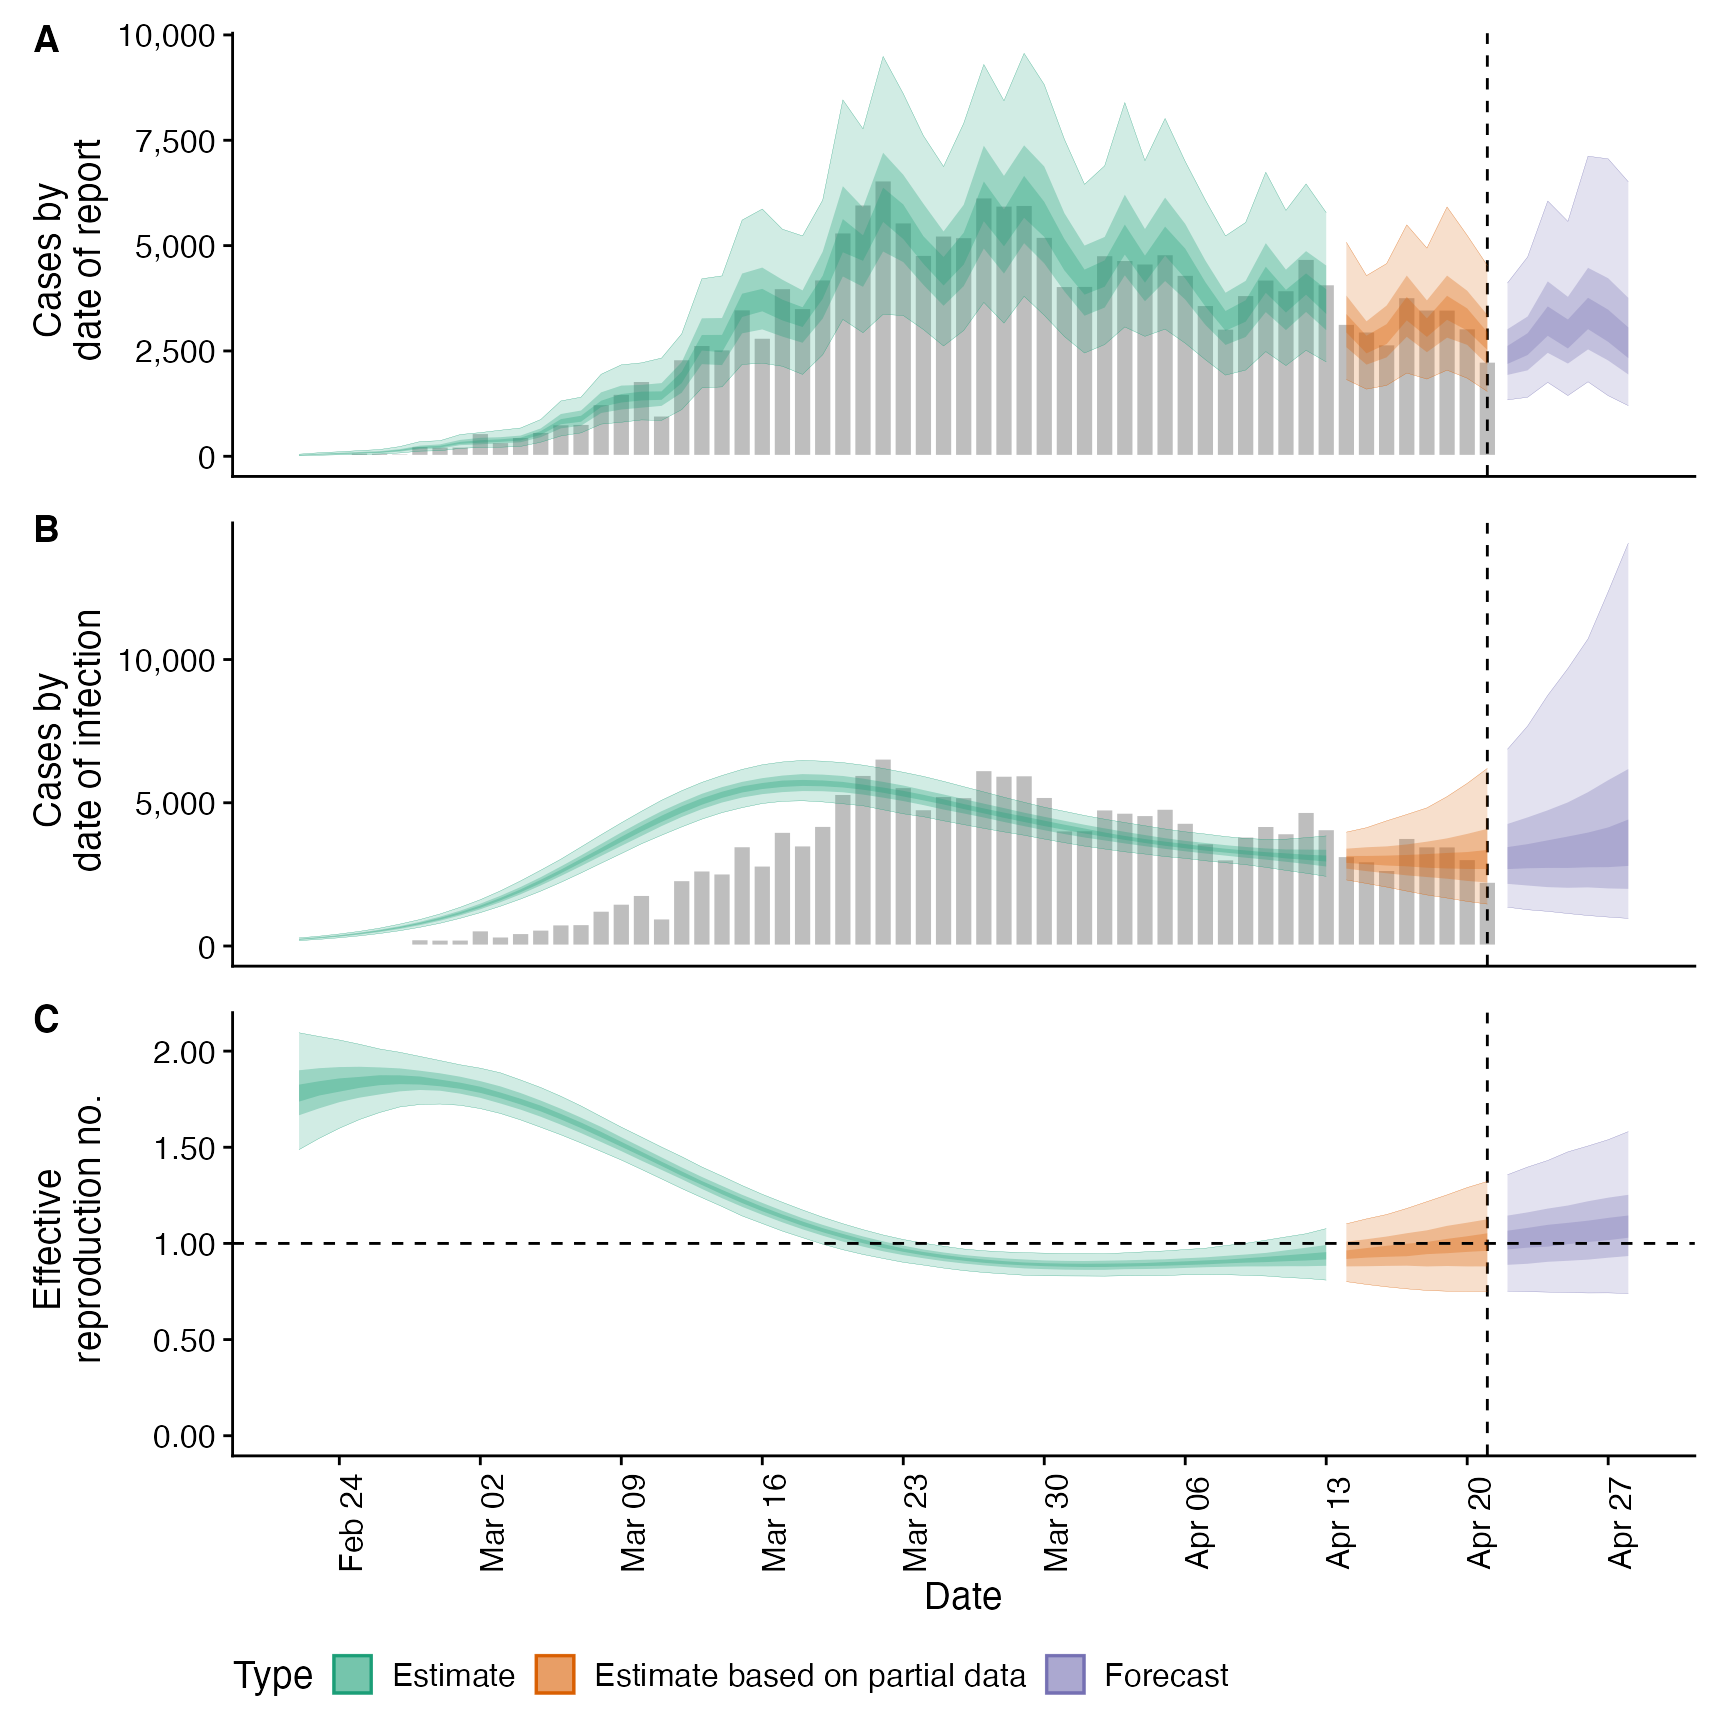 A
10,000
7,500
5,000
2,500
0
Cases by
date of report
B
10,000
5,000
0
Cases by
date of infection
C
2.00
1.50
1.00
0.50
0.00
Effective
reproduction no.
Feb 24
Mar 02
Mar 09
Mar 16
Mar 23
Mar 30
Apr 06
Apr 13
Apr 20
Apr 27
Date
Type Estimate Estimate based on partial data Forecast